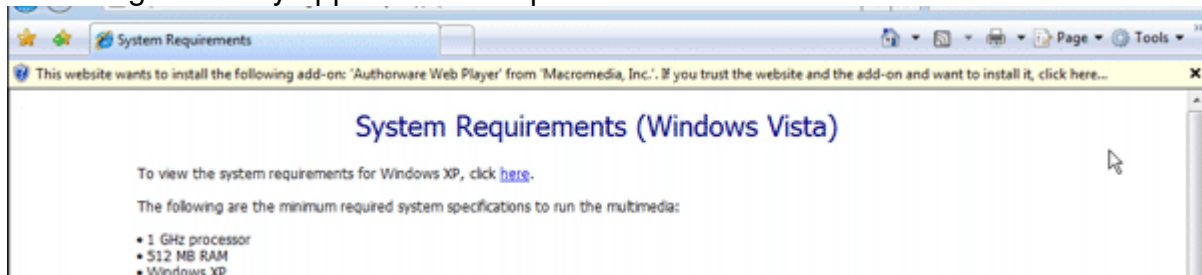 System Requirements
Page
Tools
This website wants to install the following add-on: 'Authorware Web Player' from 'Macromedia, Inc.'. If you trust the website and the add-on and want to install it, click here...
System Requirements (Windows Vista)
To view the system requirements for Windows XP, click here.
The following are the minimum required system specifications to run the multimedia:
• 1 GHz processor
• 512 MB RAM
• Windows XP